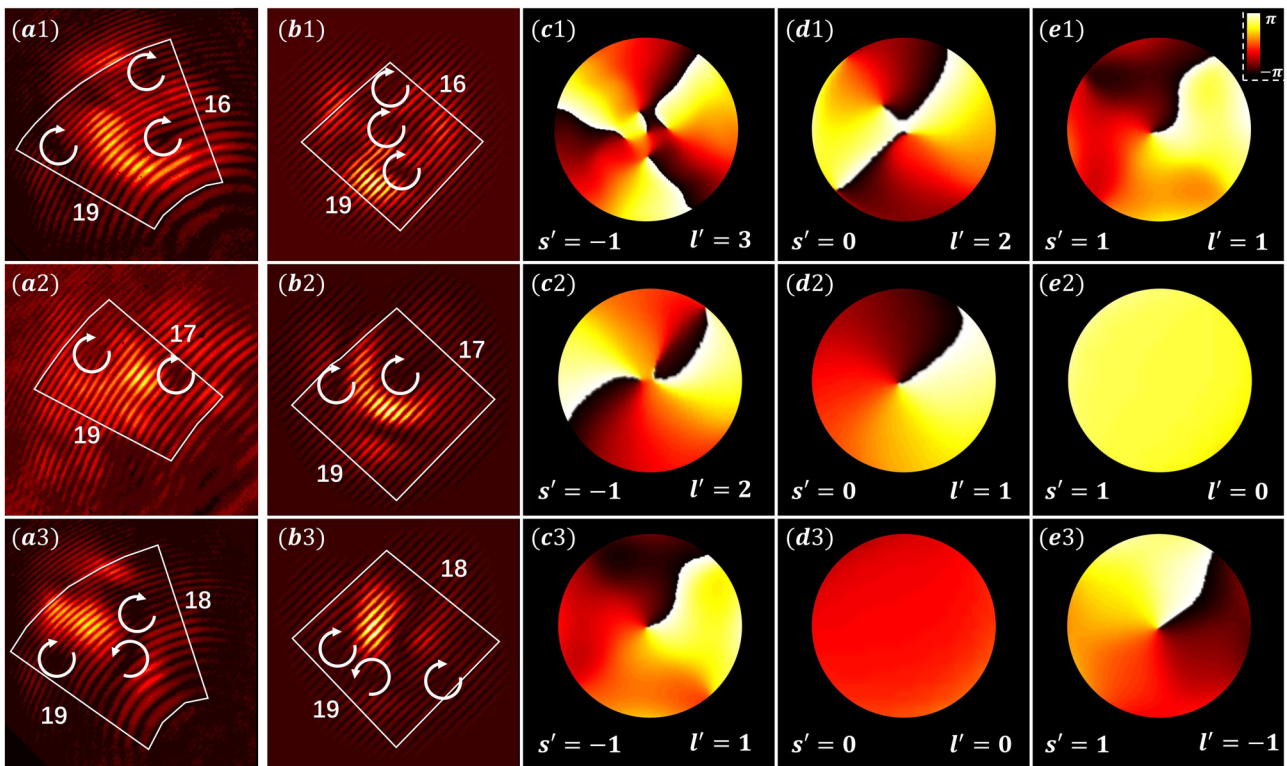 (a1) 16 19
(b1) 16 19
(c1) s′ = −1 l′ = 3
(d1) s′ = 0 l′ = 2
(e1) π −π s′ = 1 l′ = 1
(a2) 17 19
(b2) 17 19
(c2) s′ = −1 l′ = 2
(d2) s′ = 0 l′ = 1
(e2) s′ = 1 l′ = 0
(a3) 18 19
(b3) 18 19
(c3) s′ = −1 l′ = 1
(d3) s′ = 0 l′ = 0
(e3) s′ = 1 l′ = −1